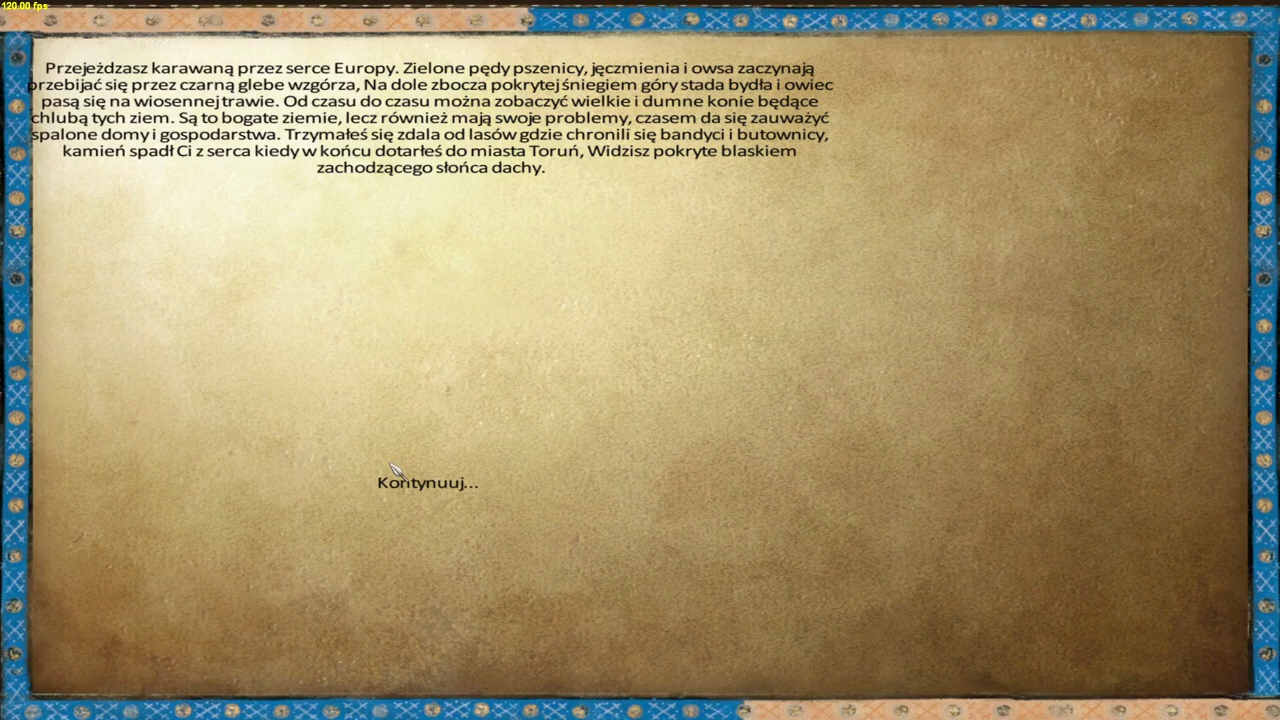 120.00 fps
Przejeżdzasz karawaną przez serce Europy. Zielone pędy pszenicy, jęczmienia i owsa zaczynają
przebijać się przez czarną glebe wzgórza, Na dole zbocza pokrytej śniegiem góry stada bydła i owiec
pasą się na wiosennej trawie. Od czasu do czasu można zobaczyć wielkie i dumne konie będące
chlubą tych ziem. Są to bogate ziemie, lecz również mają swoje problemy, czasem da się zauważyć
spalone domy i gospodarstwa. Trzymałeś się zdala od lasów gdzie chronili się bandyci i butownicy,
kamień spadł Ci z serca kiedy w końcu dotarłeś do miasta Toruń, Widzisz pokryte blaskiem
zachodzącego słońca dachy.
Kontynuuj...